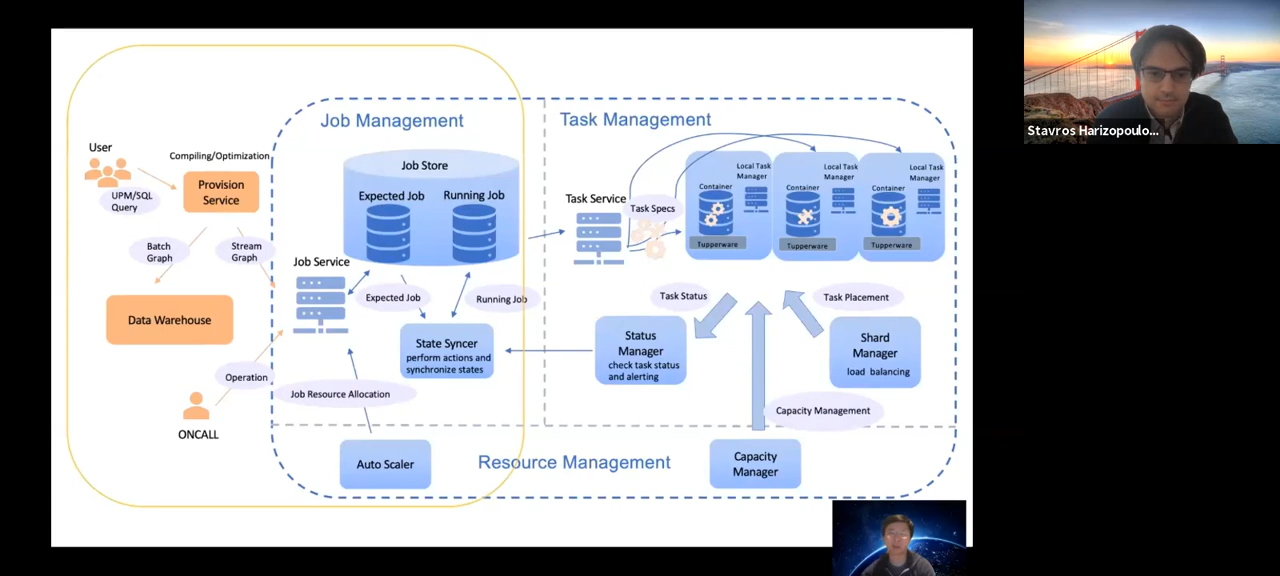 Job Management
Task Management
User
UPM/SQL
Query
Compiling/Optimization
Provision
Service
Batch
Graph
Stream
Graph
Data Warehouse
Operation
ONCALL
Job Store
Expected Job
Running Job
Job Service
Expected Job
Running Job
State Syncer
perform actions and
synchronize states
Job Resource Allocation
Auto Scaler
Resource Management
Task Service
Task Specs
Container
Local Task
Manager
Tupperware
Container
Local Task
Manager
Tupperware
Container
Local Task
Manager
Tupperware
Task Status
Task Placement
Status
Manager
check task status
and alerting
Shard
Manager
load balancing
Capacity Management
Capacity
Manager
Stavros Harizopoulo...